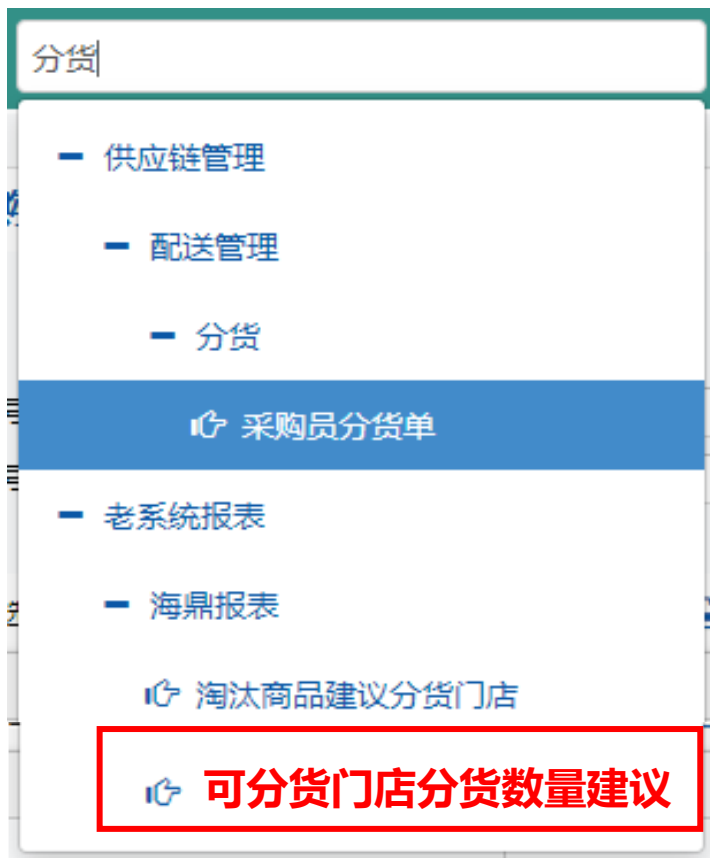 分货
供应链管理
配送管理
分货
采购员分货单
老系统报表
海鼎报表
淘汰商品建议分货门店
可分货门店分货数量建议